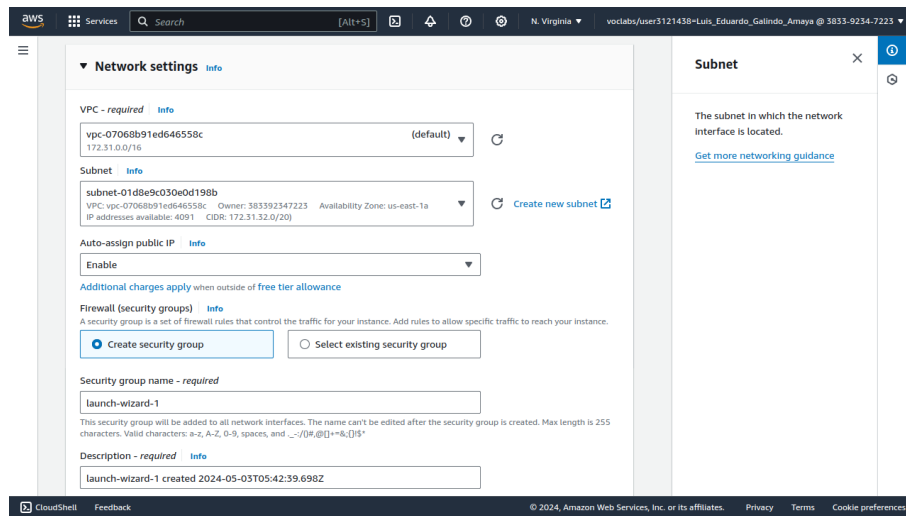 aws
Services
Search [Alt+S]
N. Virginia
voclabs/user3121438=Luis_Eduardo_Galindo_Amaya @ 3833-9234-7223
Network settings Info
VPC - required Info
vpc-07068b91ed646558c (default)
172.31.0.0/16
Subnet Info
subnet-01d8e9c030e0d198b
VPC: vpc-07068b91ed646558c Owner: 383392347223 Availability Zone: us-east-1a
IP addresses available: 4091 CIDR: 172.31.32.0/20)
Create new subnet
Auto-assign public IP Info
Enable
Additional charges apply when outside of free tier allowance
Firewall (security groups) Info
A security group is a set of firewall rules that control the traffic for your instance. Add rules to allow specific traffic to reach your instance.
Create security group
Select existing security group
Security group name - required
launch-wizard-1
This security group will be added to all network interfaces. The name can't be edited after the security group is created. Max length is 255
characters. Valid characters: a-z, A-Z, 0-9, spaces, and ._-:/()#,@[]+=&;{}!$*
Description - required Info
launch-wizard-1 created 2024-05-03T05:42:39.698Z
Subnet
The subnet in which the network
interface is located.
Get more networking guidance
CloudShell Feedback
© 2024, Amazon Web Services, Inc. or its affiliates. Privacy Terms Cookie preferences